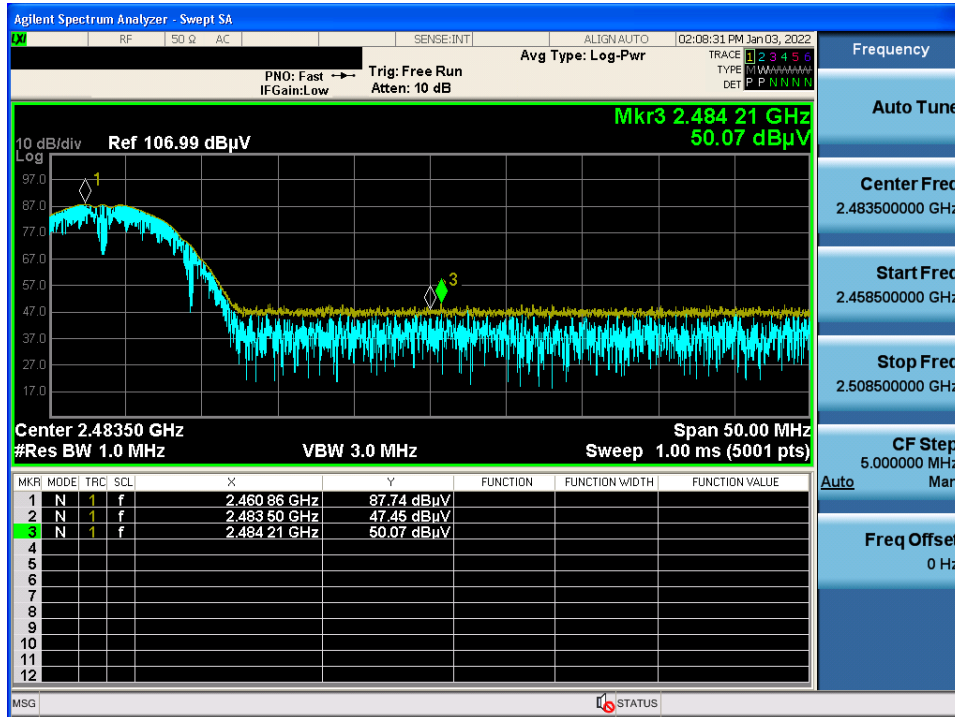 Agilent Spectrum Analyzer - Swept SA
LXI RF 50 Ω AC SENSE:INT ALIGN AUTO 02:08:31 PM Jan 03, 2022
Frequency
Avg Type: Log-Pwr
TRACE 1 2 3 4 5 6
TYPE M WWWWW
DET P P N N N N
PNO: Fast
IFGain:Low
Trig: Free Run
Atten: 10 dB
Mkr3 2.484 21 GHz
50.07 dBµV
10 dB/div Ref 106.99 dBµV
Log
97.0
87.0
77.0
67.0
57.0
47.0
37.0
27.0
17.0
1
3
Center 2.48350 GHz Span 50.00 MHz
#Res BW 1.0 MHz VBW 3.0 MHz Sweep 1.00 ms (5001 pts)
MKR MODE TRC SCL X Y FUNCTION FUNCTION WIDTH FUNCTION VALUE
1 N 1 f 2.460 86 GHz 87.74 dBµV
2 N 1 f 2.483 50 GHz 47.45 dBµV
3 N 1 f 2.484 21 GHz 50.07 dBµV
4
5
6
7
8
9
10
11
12
Auto Tune
Center Freq
2.483500000 GHz
Start Freq
2.458500000 GHz
Stop Freq
2.508500000 GHz
CF Step
5.000000 MHz
Auto Man
Freq Offset
0 Hz
MSG STATUS